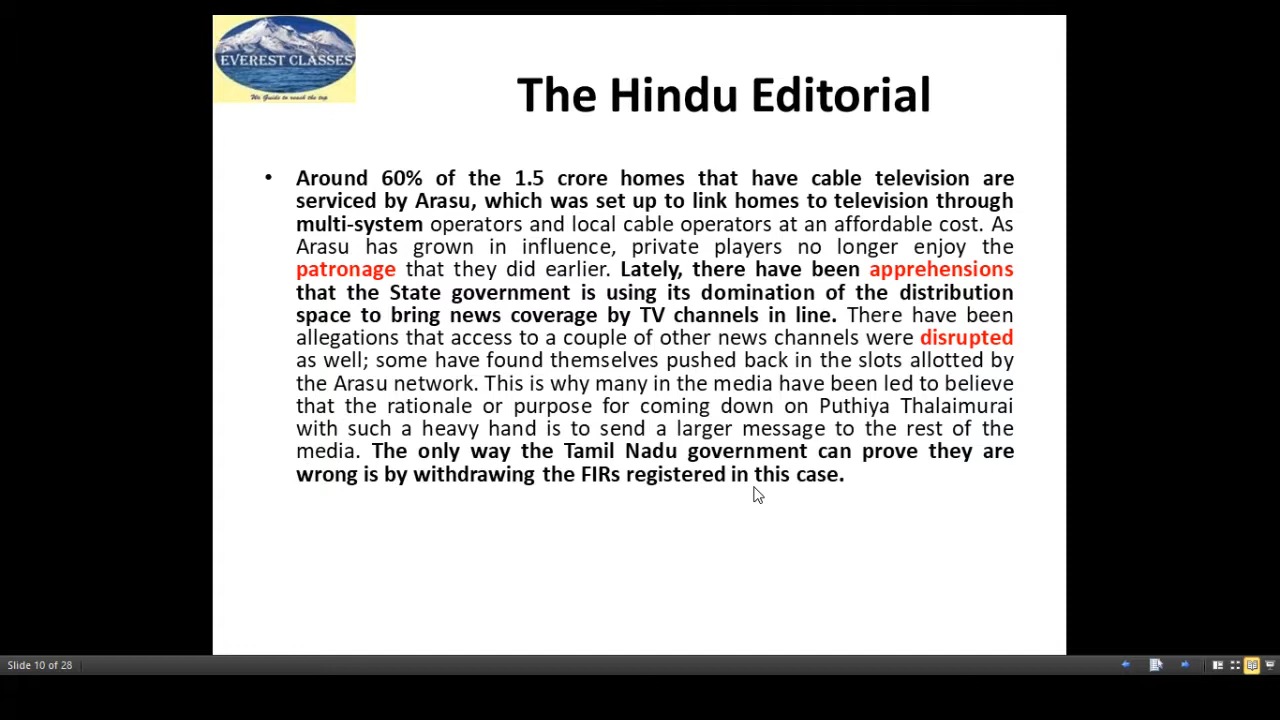 EVEREST CLASSES
We Guide to reach the top
The Hindu Editorial
• Around 60% of the 1.5 crore homes that have cable television are
serviced by Arasu, which was set up to link homes to television through
multi-system operators and local cable operators at an affordable cost. As
Arasu has grown in influence, private players no longer enjoy the
patronage that they did earlier. Lately, there have been apprehensions
that the State government is using its domination of the distribution
space to bring news coverage by TV channels in line. There have been
allegations that access to a couple of other news channels were disrupted
as well; some have found themselves pushed back in the slots allotted by
the Arasu network. This is why many in the media have been led to believe
that the rationale or purpose for coming down on Puthiya Thalaimurai
with such a heavy hand is to send a larger message to the rest of the
media. The only way the Tamil Nadu government can prove they are
wrong is by withdrawing the FIRs registered in this case.
Slide 10 of 28